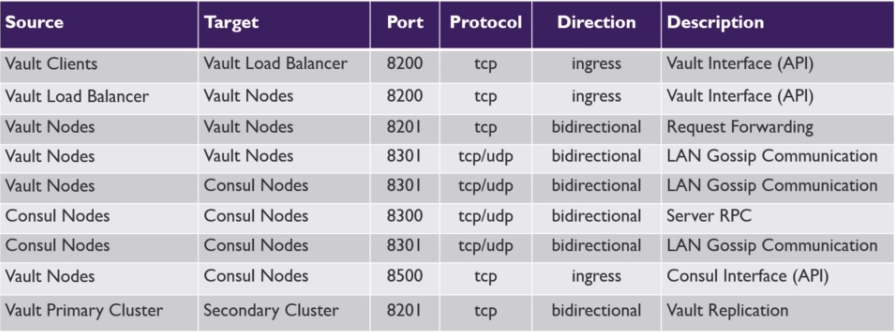 Source Target Port Protocol Direction Description
Vault Clients Vault Load Balancer 8200 tcp ingress Vault Interface (API)
Vault Load Balancer Vault Nodes 8200 tcp ingress Vault Interface (API)
Vault Nodes Vault Nodes 8201 tcp bidirectional Request Forwarding
Vault Nodes Vault Nodes 8301 tcp/udp bidirectional LAN Gossip Communication
Vault Nodes Consul Nodes 8301 tcp/udp bidirectional LAN Gossip Communication
Consul Nodes Consul Nodes 8300 tcp/udp bidirectional Server RPC
Consul Nodes Consul Nodes 8301 tcp/udp bidirectional LAN Gossip Communication
Vault Nodes Consul Nodes 8500 tcp ingress Consul Interface (API)
Vault Primary Cluster Secondary Cluster 8201 tcp bidirectional Vault Replication